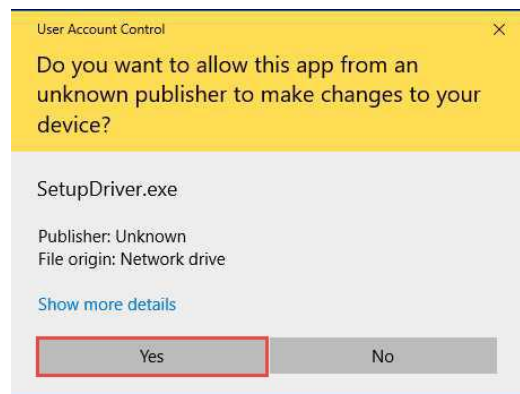 User Account Control
Do you want to allow this app from an
unknown publisher to make changes to your
device?
SetupDriver.exe
Publisher: Unknown
File origin: Network drive
Show more details
Yes
No